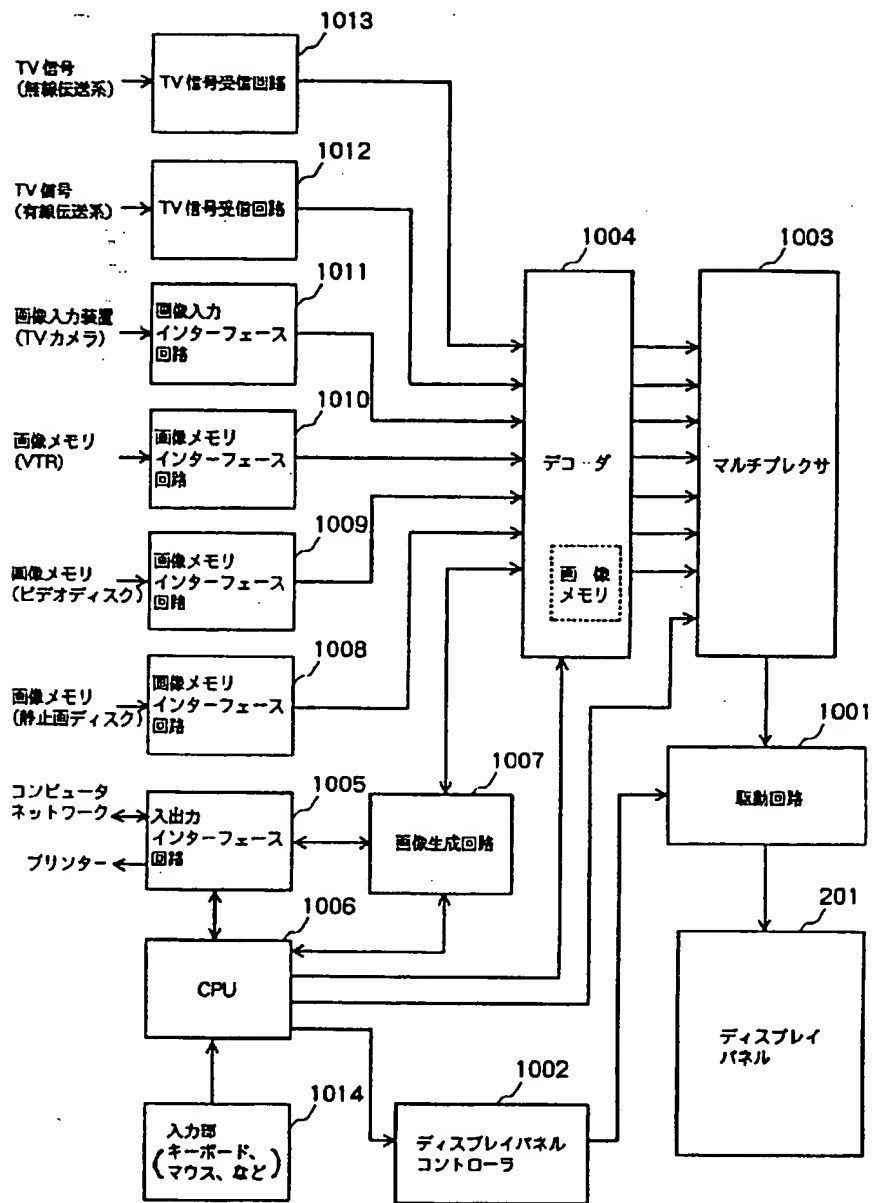 1013
TV信号
(無線伝送系)
TV信号受信回路
1012
TV信号
(有線伝送系)
TV信号受信回路
1011
画像入力装置
(TVカメラ)
画像入力
インターフェース
回路
1010
画像メモリ
(VTR)
画像メモリ
インターフェース
回路
1009
画像メモリ
(ビデオディスク)
画像メモリ
インターフェース
回路
1008
画像メモリ
(静止画ディスク)
画像メモリ
インターフェース
回路
1004
デコーダ
画像
メモリ
1003
マルチプレクサ
1005
コンピュータ
ネットワーク
プリンター
入出力
インターフェース
回路
1007
画像生成回路
1001
駆動回路
1006
CPU
201
ディスプレイ
パネル
1014
入力部
(キーボード、
マウス、など)
1002
ディスプレイパネル
コントローラ